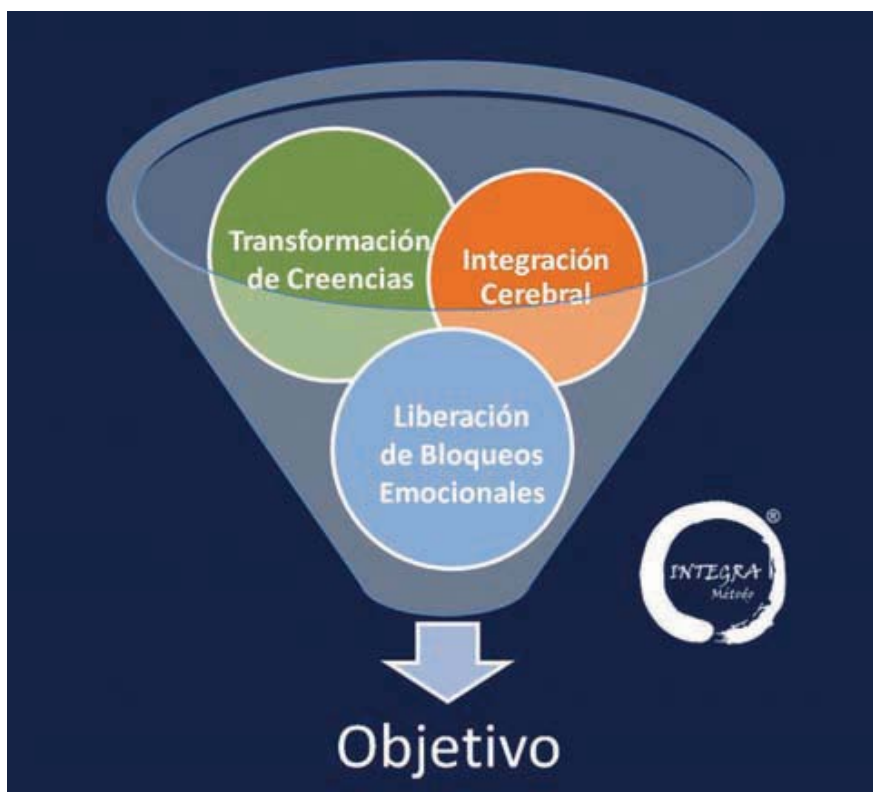 Transformación
de Creencias
Integración
Cerebral
Liberación
de Bloqueos
Emocionales
®
INTEGRA
Método
Objetivo